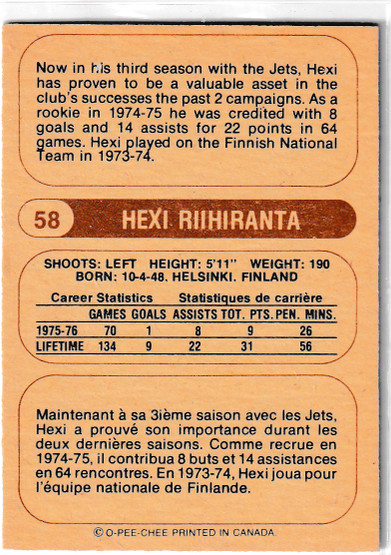 Now in his third season with the Jets, Hexi
has proven to be a valuable asset in the
club's successes the past 2 campaigns. As a
rookie in 1974-75 he was credited with 8
goals and 14 assists for 22 points in 64
games. Hexi played on the Finnish National
Team in 1973-74.
58 HEXI RIIHIRANTA
SHOOTS: LEFT HEIGHT: 5'11" WEIGHT: 190
BORN: 10-4-48. HELSINKI. FINLAND
Career Statistics Statistiques de carrière
GAMES GOALS ASSISTS TOT. PTS. PEN. MINS.
1975-76 70 1 8 9 26
LIFETIME 134 9 22 31 56
Maintenant à sa 3ième saison avec les Jets,
Hexi a prouvé son importance durant les
deux dernières saisons. Comme recrue en
1974-75, il contribua 8 buts et 14 assistances
en 64 rencontres. En 1973-74, Hexi joua pour
l'équipe nationale de Finlande.
© O-PEE-CHEE PRINTED IN CANADA